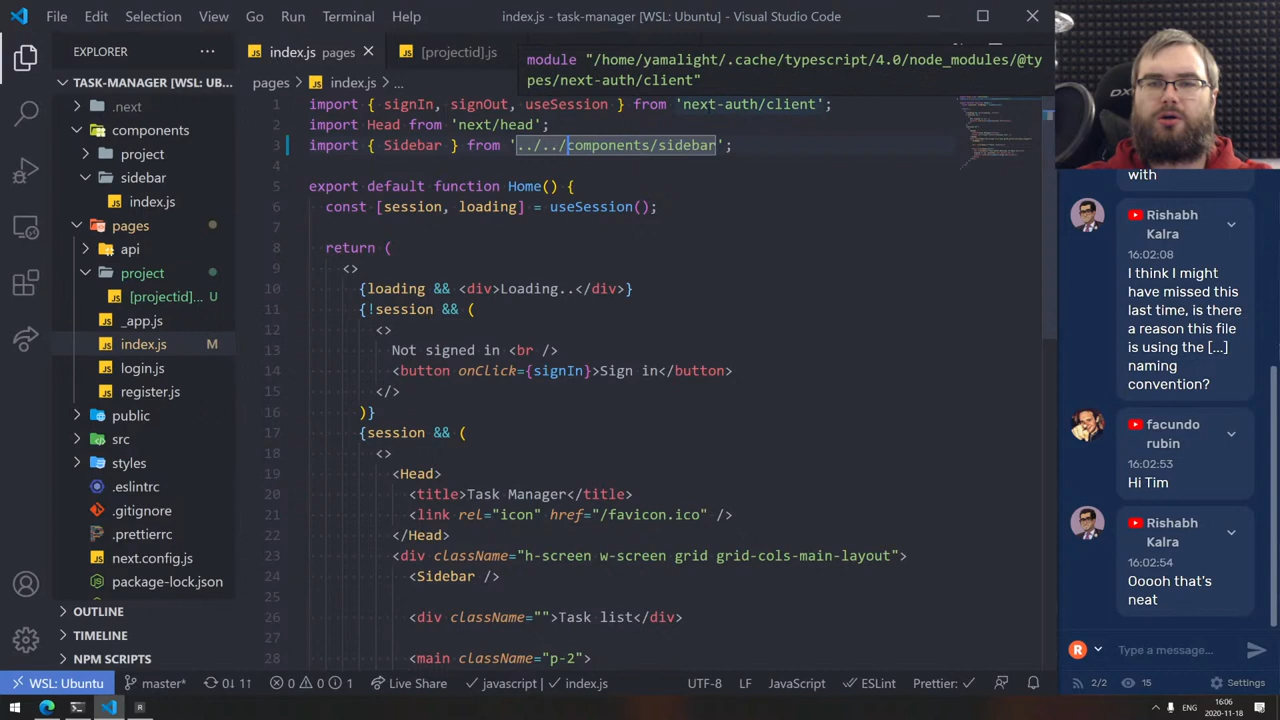 File Edit Selection View Go Run Terminal Help
index.js - task-manager [WSL: Ubuntu] - Visual Studio Code
EXPLORER
TASK-MANAGER [WSL: UB...
.next
components
project
sidebar
index.js
pages
api
project
[projectid]... U
_app.js
index.js M
login.js
register.js
public
src
styles
.eslintrc
.gitignore
.prettierrc
next.config.js
package-lock.json
OUTLINE
TIMELINE
NPM SCRIPTS
index.js pages
[projectid].js
module "/home/yamalight/.cache/typescript/4.0/node_modules/@ty
pes/next-auth/client"
pages > index.js > ...
1 import { signIn, signOut, useSession } from 'next-auth/client';
2 import Head from 'next/head';
3 import { Sidebar } from '../../components/sidebar';
4
5 export default function Home() {
6 const [session, loading] = useSession();
7
8 return (
9 <>
10 {loading && <div>Loading..</div>}
11 {!session && (
12 <>
13 Not signed in <br />
14 <button onClick={signIn}>Sign in</button>
15 </>
16 )}
17 {session && (
18 <>
19 <Head>
20 <title>Task Manager</title>
21 <link rel="icon" href="/favicon.ico" />
22 </Head>
23 <div className="h-screen w-screen grid grid-cols-main-layout">
24 <Sidebar />
25
26 <div className="">Task list</div>
27
28 <main className="p-2">
with
Rishabh
Kalra
16:02:08
I think I might
have missed this
last time, is there
a reason this file
is using the [...]
naming
convention?
facundo
rubin
16:02:53
Hi Tim
Rishabh
Kalra
16:02:54
Ooooh that's
neat
R
Type a message...
2/2 15 Settings
WSL: Ubuntu master* 0↓ 11↑ 0 0 1 Live Share javascript index.js UTF-8 LF JavaScript ESLint Prettier:
ENG
16:06
2020-11-18